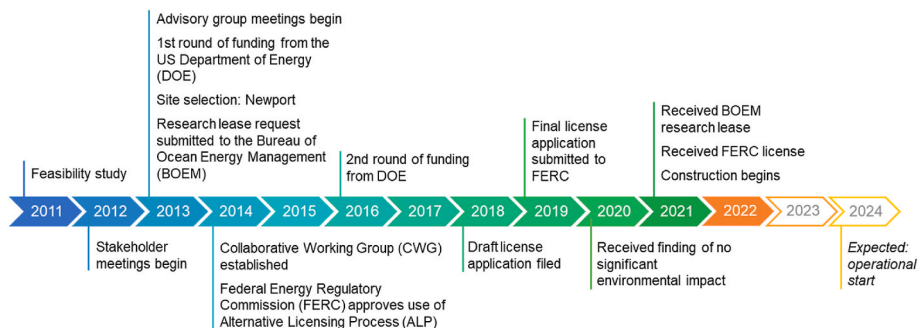 Advisory group meetings begin
1st round of funding from the
US Department of Energy
(DOE)
Site selection: Newport
Research lease request
submitted to the Bureau of
Ocean Energy Management
(BOEM)
Feasibility study
2nd round of funding
from DOE
Final license
application
submitted to
FERC
Received BOEM
research lease
Received FERC license
Construction begins
2011 2012 2013 2014 2015 2016 2017 2018 2019 2020 2021 2022 2023 2024
Stakeholder
meetings begin
Collaborative Working Group (CWG)
established
Federal Energy Regulatory
Commission (FERC) approves use of
Alternative Licensing Process (ALP)
Draft license
application filed
Received finding of no
significant
environmental impact
Expected:
operational
start